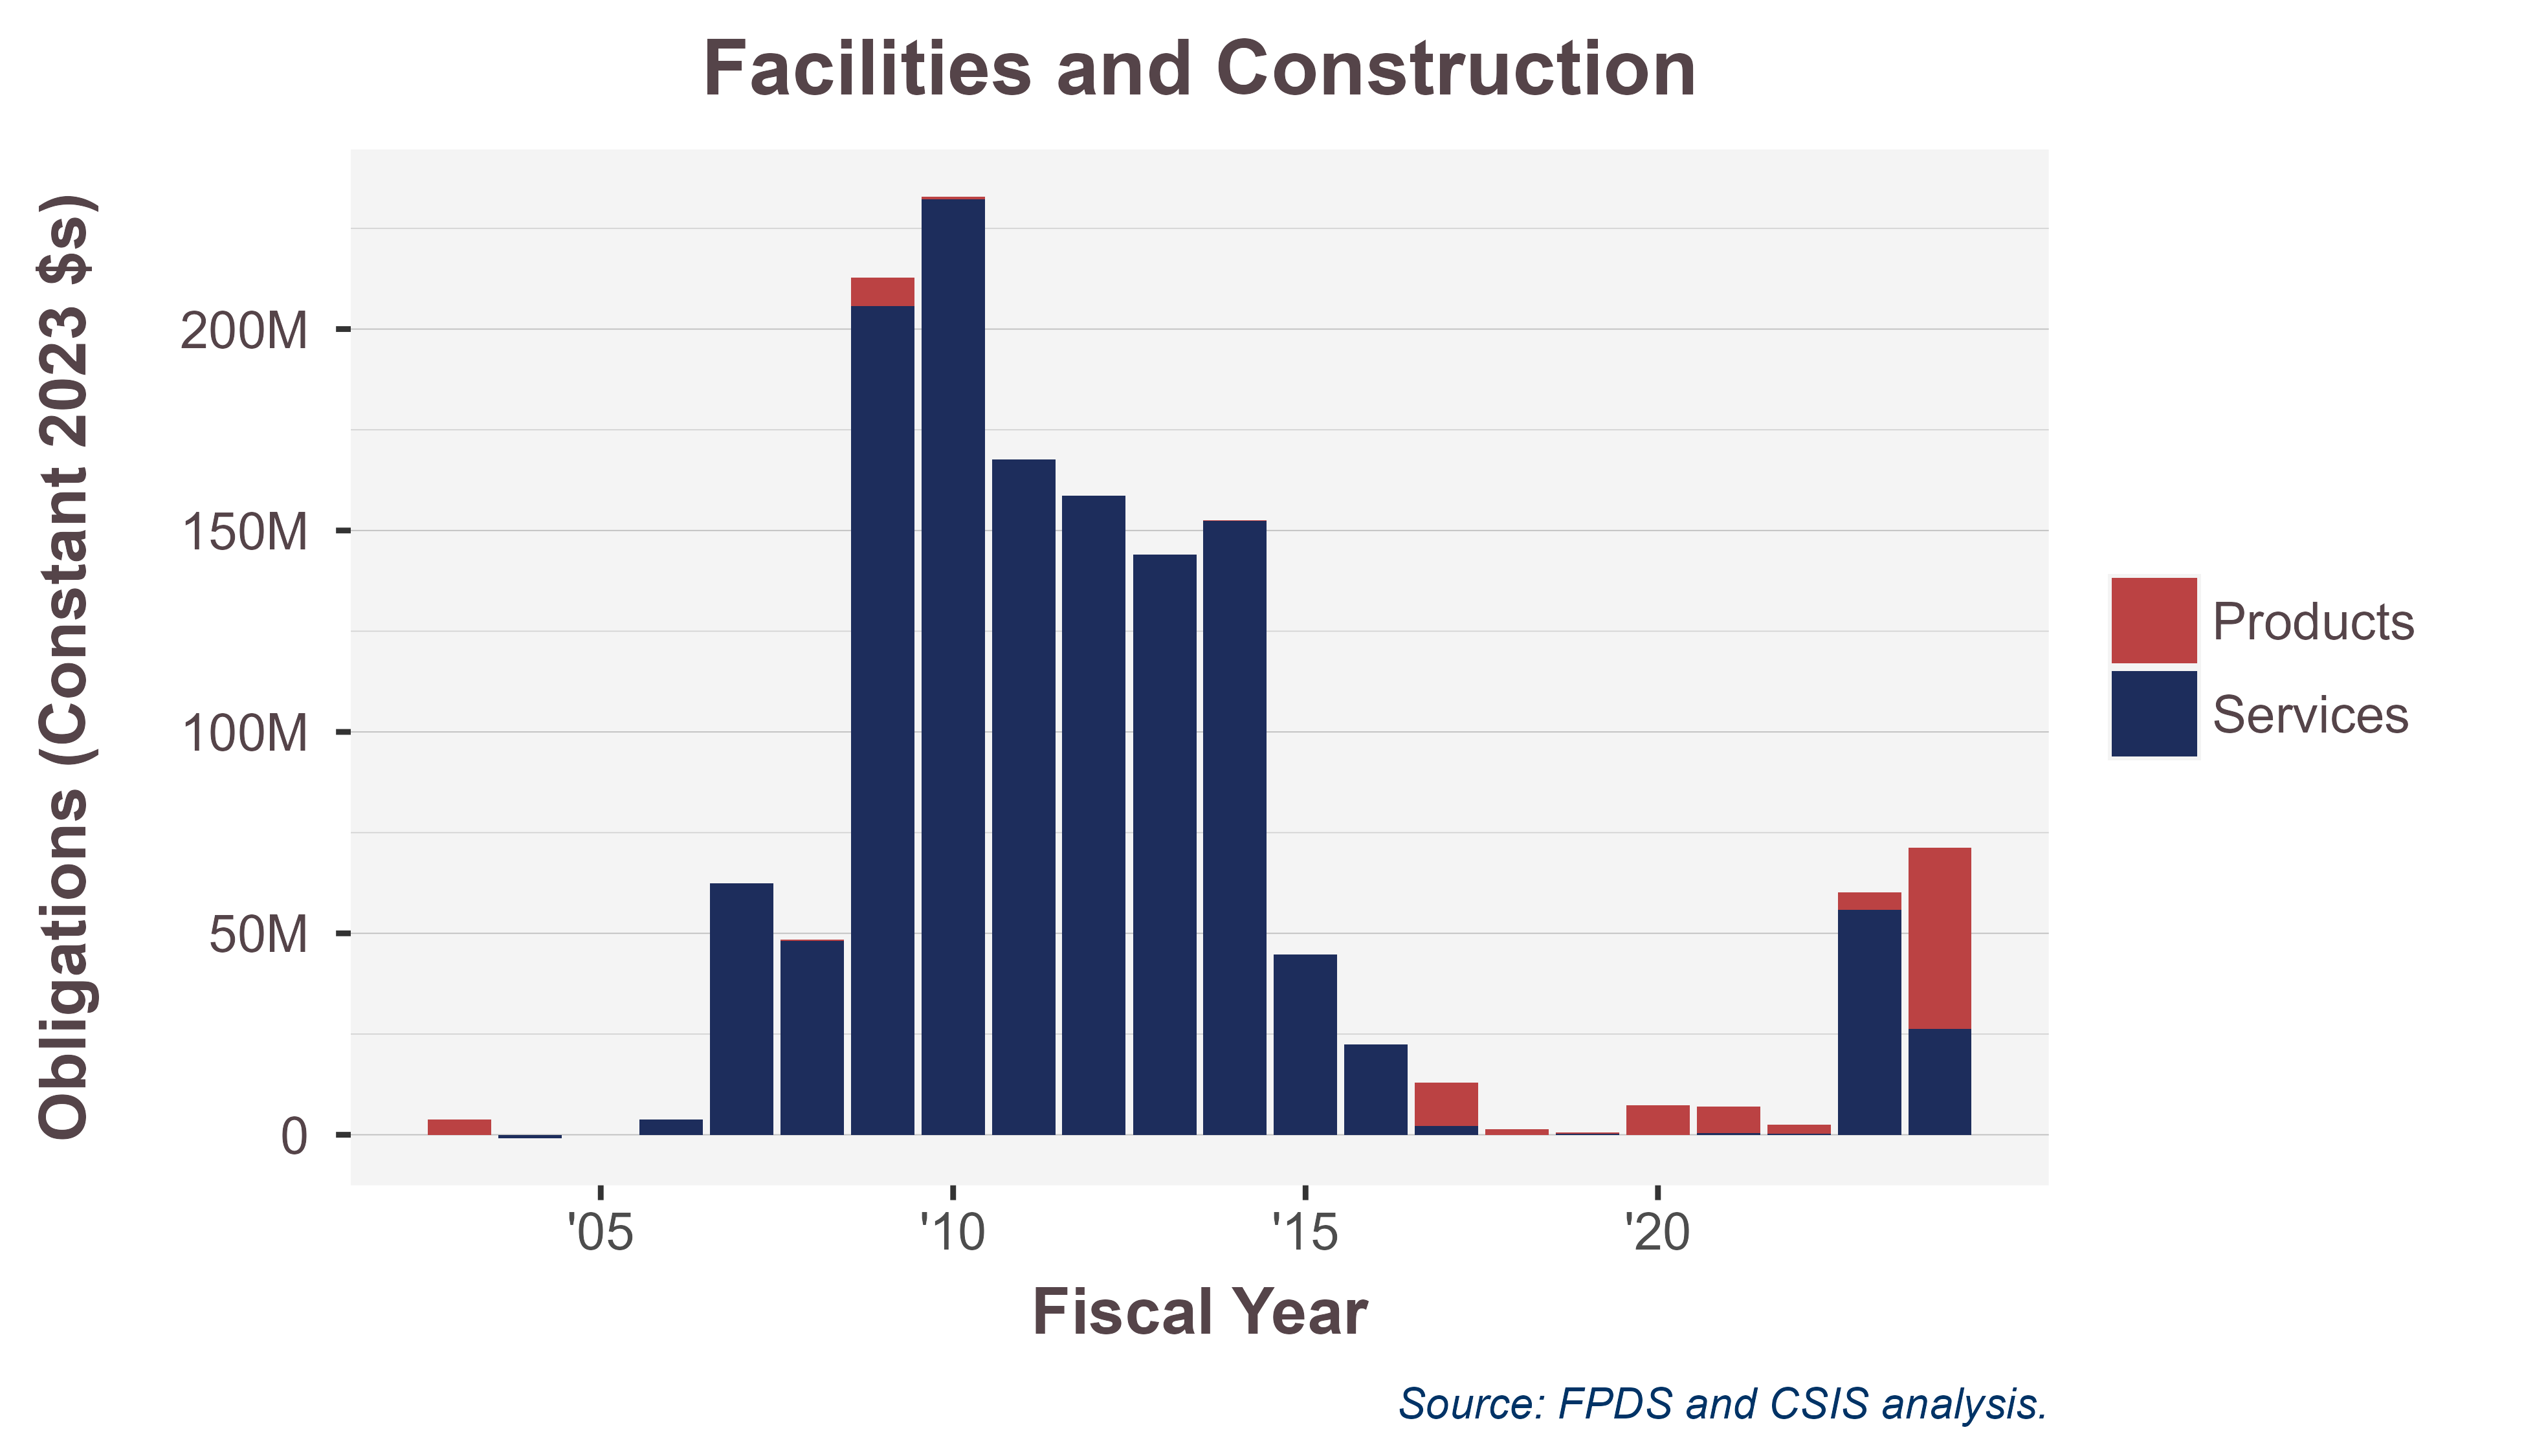 Facilities and Construction
Obligations (Constant 2023 $s)
200M
150M
100M
50M
0
'05
'10
'15
'20
Fiscal Year
Products
Services
Source: FPDS and CSIS analysis.